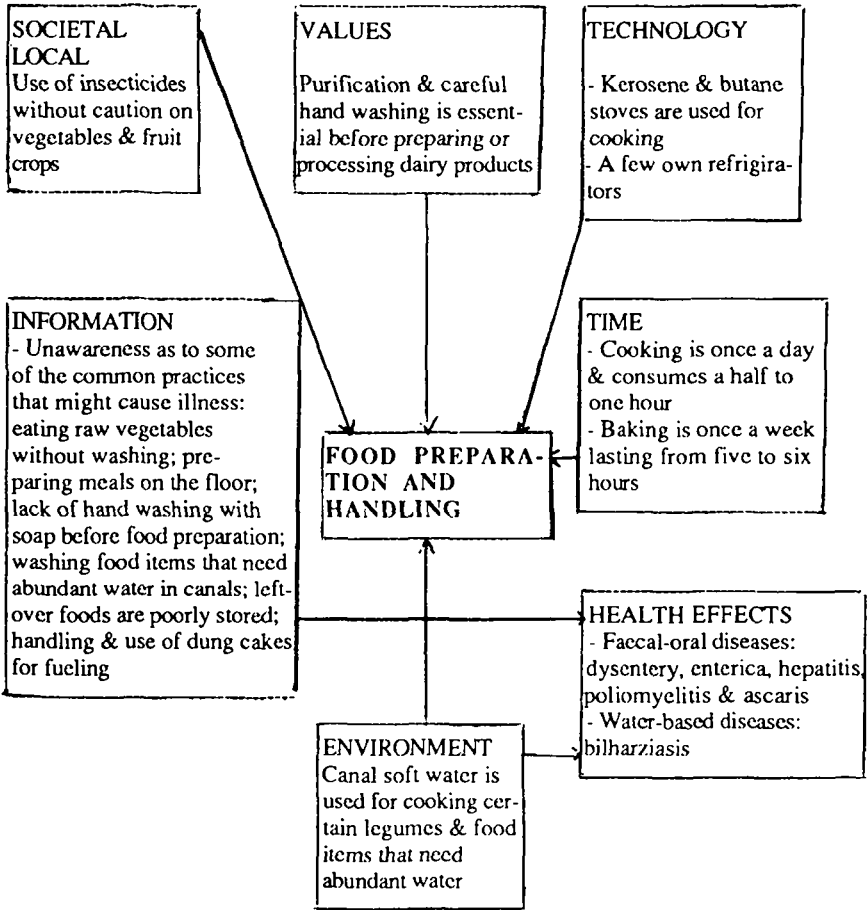 SOCIETAL
LOCAL
Use of insecticides
without caution on
vegetables & fruit
crops
VALUES
Purification & careful
hand washing is essen-
tial before preparing or
processing dairy products
TECHNOLOGY
- Kerosene & butane
stoves are used for
cooking
- A few own refrigira-
tors
INFORMATION
- Unawareness as to some
of the common practices
that might cause illness:
eating raw vegetables
without washing; pre-
paring meals on the floor;
lack of hand washing with
soap before food preparation;
washing food items that need
abundant water in canals; left-
over foods are poorly stored;
handling & use of dung cakes
for fueling
FOOD PREPARA-
TION AND
HANDLING
TIME
- Cooking is once a day
& consumes a half to
one hour
- Baking is once a week
lasting from five to six
hours
HEALTH EFFECTS
- Faecal-oral diseases:
dysentery, enterica, hepatitis,
poliomyelitis & ascaris
- Water-based diseases:
bilharziasis
ENVIRONMENT
Canal soft water is
used for cooking cer-
tain legumes & food
items that need
abundant water